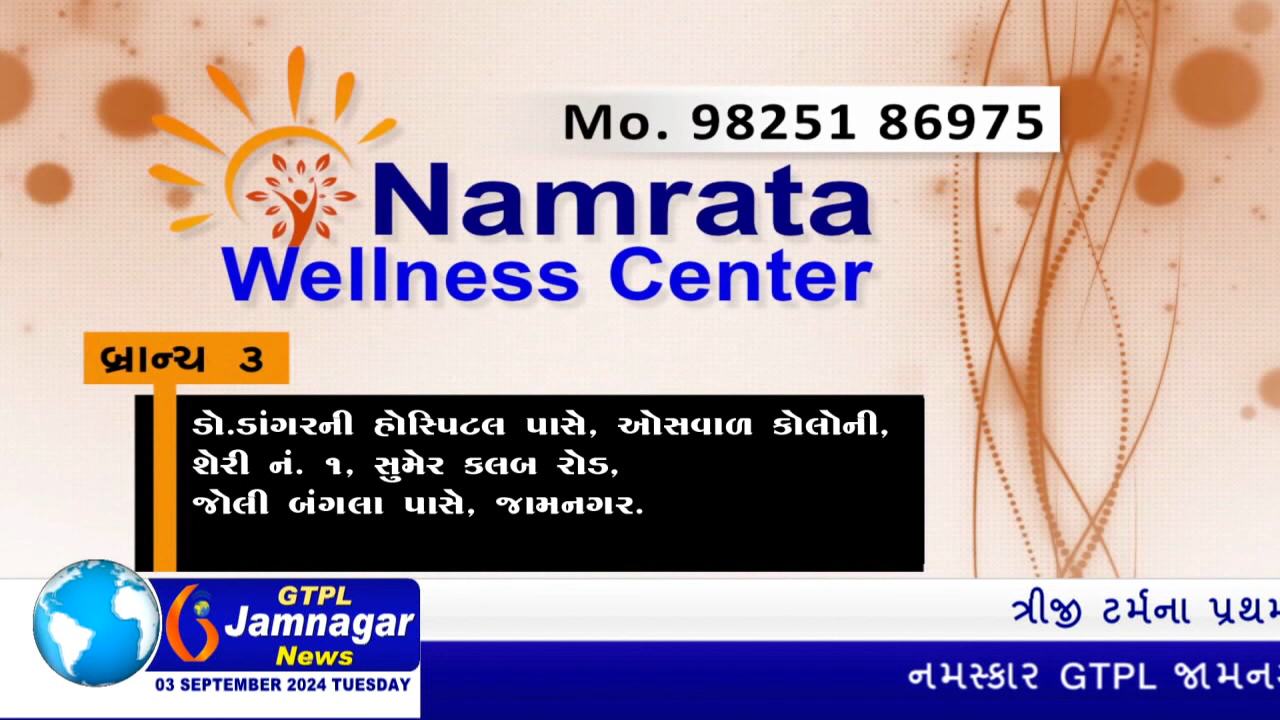 Mo. 98251 86975
Namrata
Wellness Center
બ્રાન્ચ ૩
ડો.ડાંગરની હોસ્પિટલ પાસે, ઓસવાળ કોલોની,
શેરી નં. ૧, સુમેર કલબ રોડ,
જોલી બંગલા પાસે, જામનગર.
GTPL
Jamnagar
News
03 SEPTEMBER 2024 TUESDAY
ત્રીજી ટર્મના પ્રથમ
નમસ્કાર GTPL જામનગ